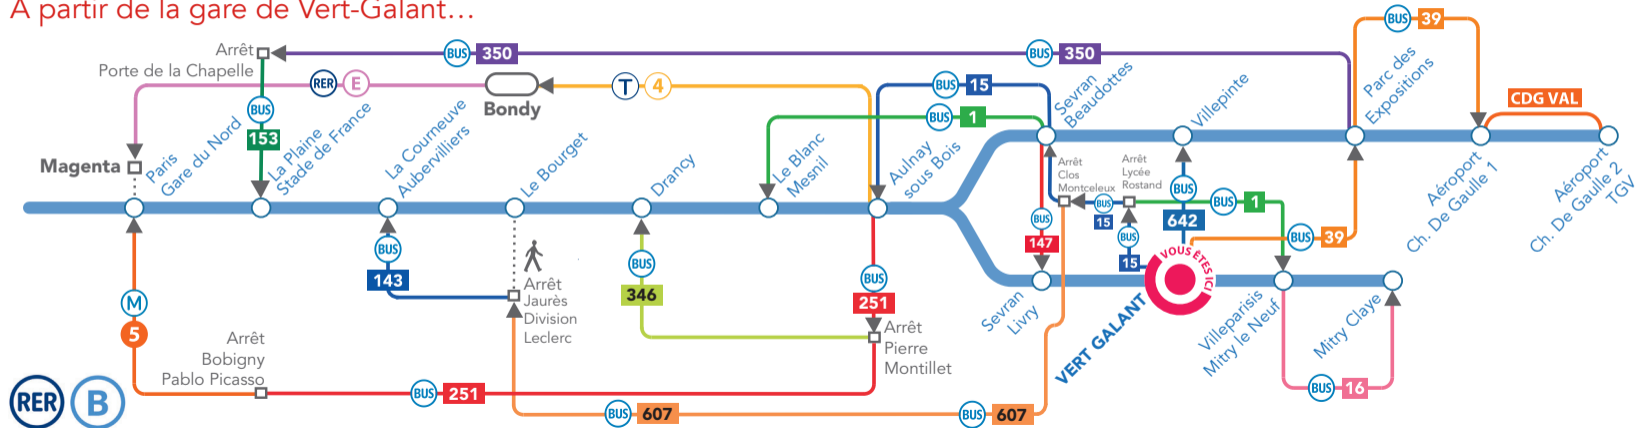 A partir de la gare de Vert-Galant…
BUS 39
Arrêt
Porte de la Chapelle
BUS 350
BUS 350
RER E
Bondy
T 4
BUS 15
BUS 1
BUS
153
Magenta
Paris
Gare du Nord
La Plaine
Stade de France
La Courneuve
Aubervilliers
Le Bourget
Drancy
Le Blanc
Mesnil
Aulnay
sous Bois
Sevran
Beaudottes
Villepinte
Parc des
Expositions
CDG VAL
Aéroport
Ch. De Gaulle 1
Aéroport
Ch. De Gaulle 2
TGV
Arrêt
Clos
Montceleux
Arrêt
Lycée
Rostand
BUS
15
BUS
15
BUS
642
BUS 1
BUS 39
BUS
147
VOUS ÊTES ICI
VERT GALANT
Sevran
Livry
Villeparisis
Mitry le Neuf
Mitry Claye
BUS 16
BUS
143
Arrêt
Jaurès
Division
Leclerc
BUS
346
BUS
251
Arrêt
Pierre
Montillet
M
5
Arrêt
Bobigny
Pablo Picasso
BUS 251
BUS 607
BUS 607
RER B